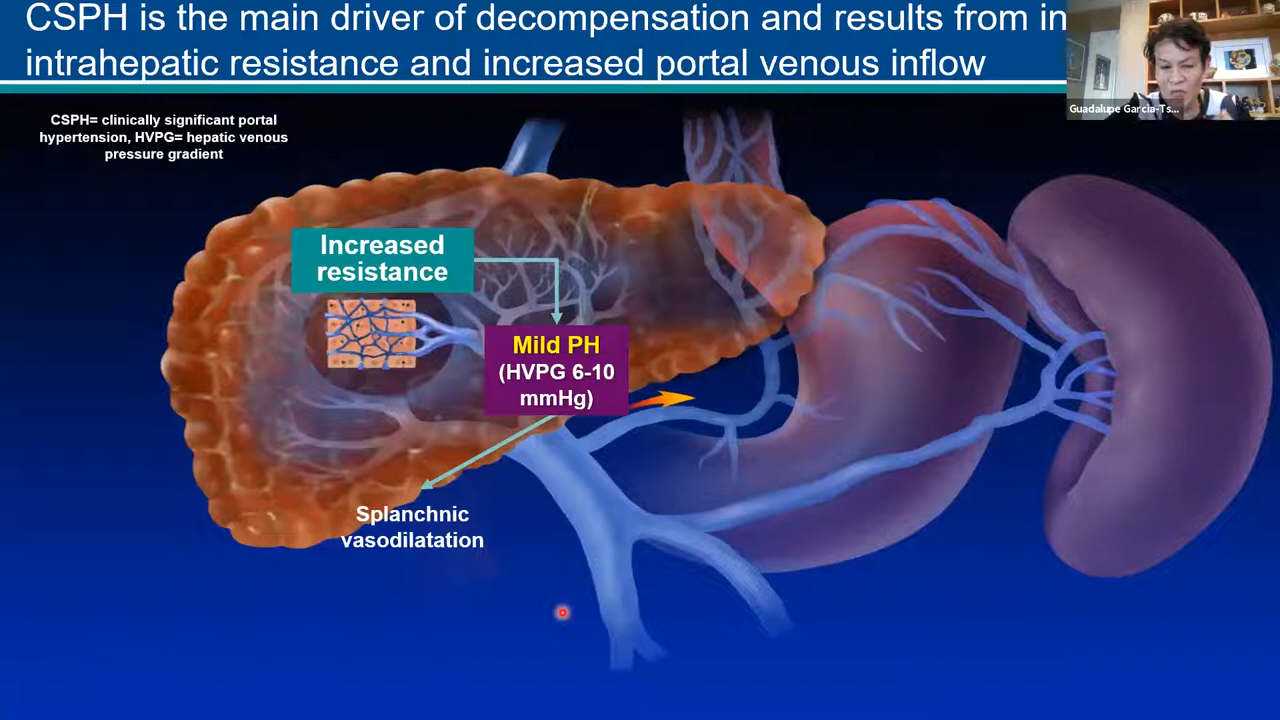 CSPH is the main driver of decompensation and results from in
intrahepatic resistance and increased portal venous inflow
Guadalupe Garcia-Ts...
CSPH= clinically significant portal
hypertension, HVPG= hepatic venous
pressure gradient
Increased
resistance
Mild PH
(HVPG 6-10
mmHg)
Splanchnic
vasodilatation